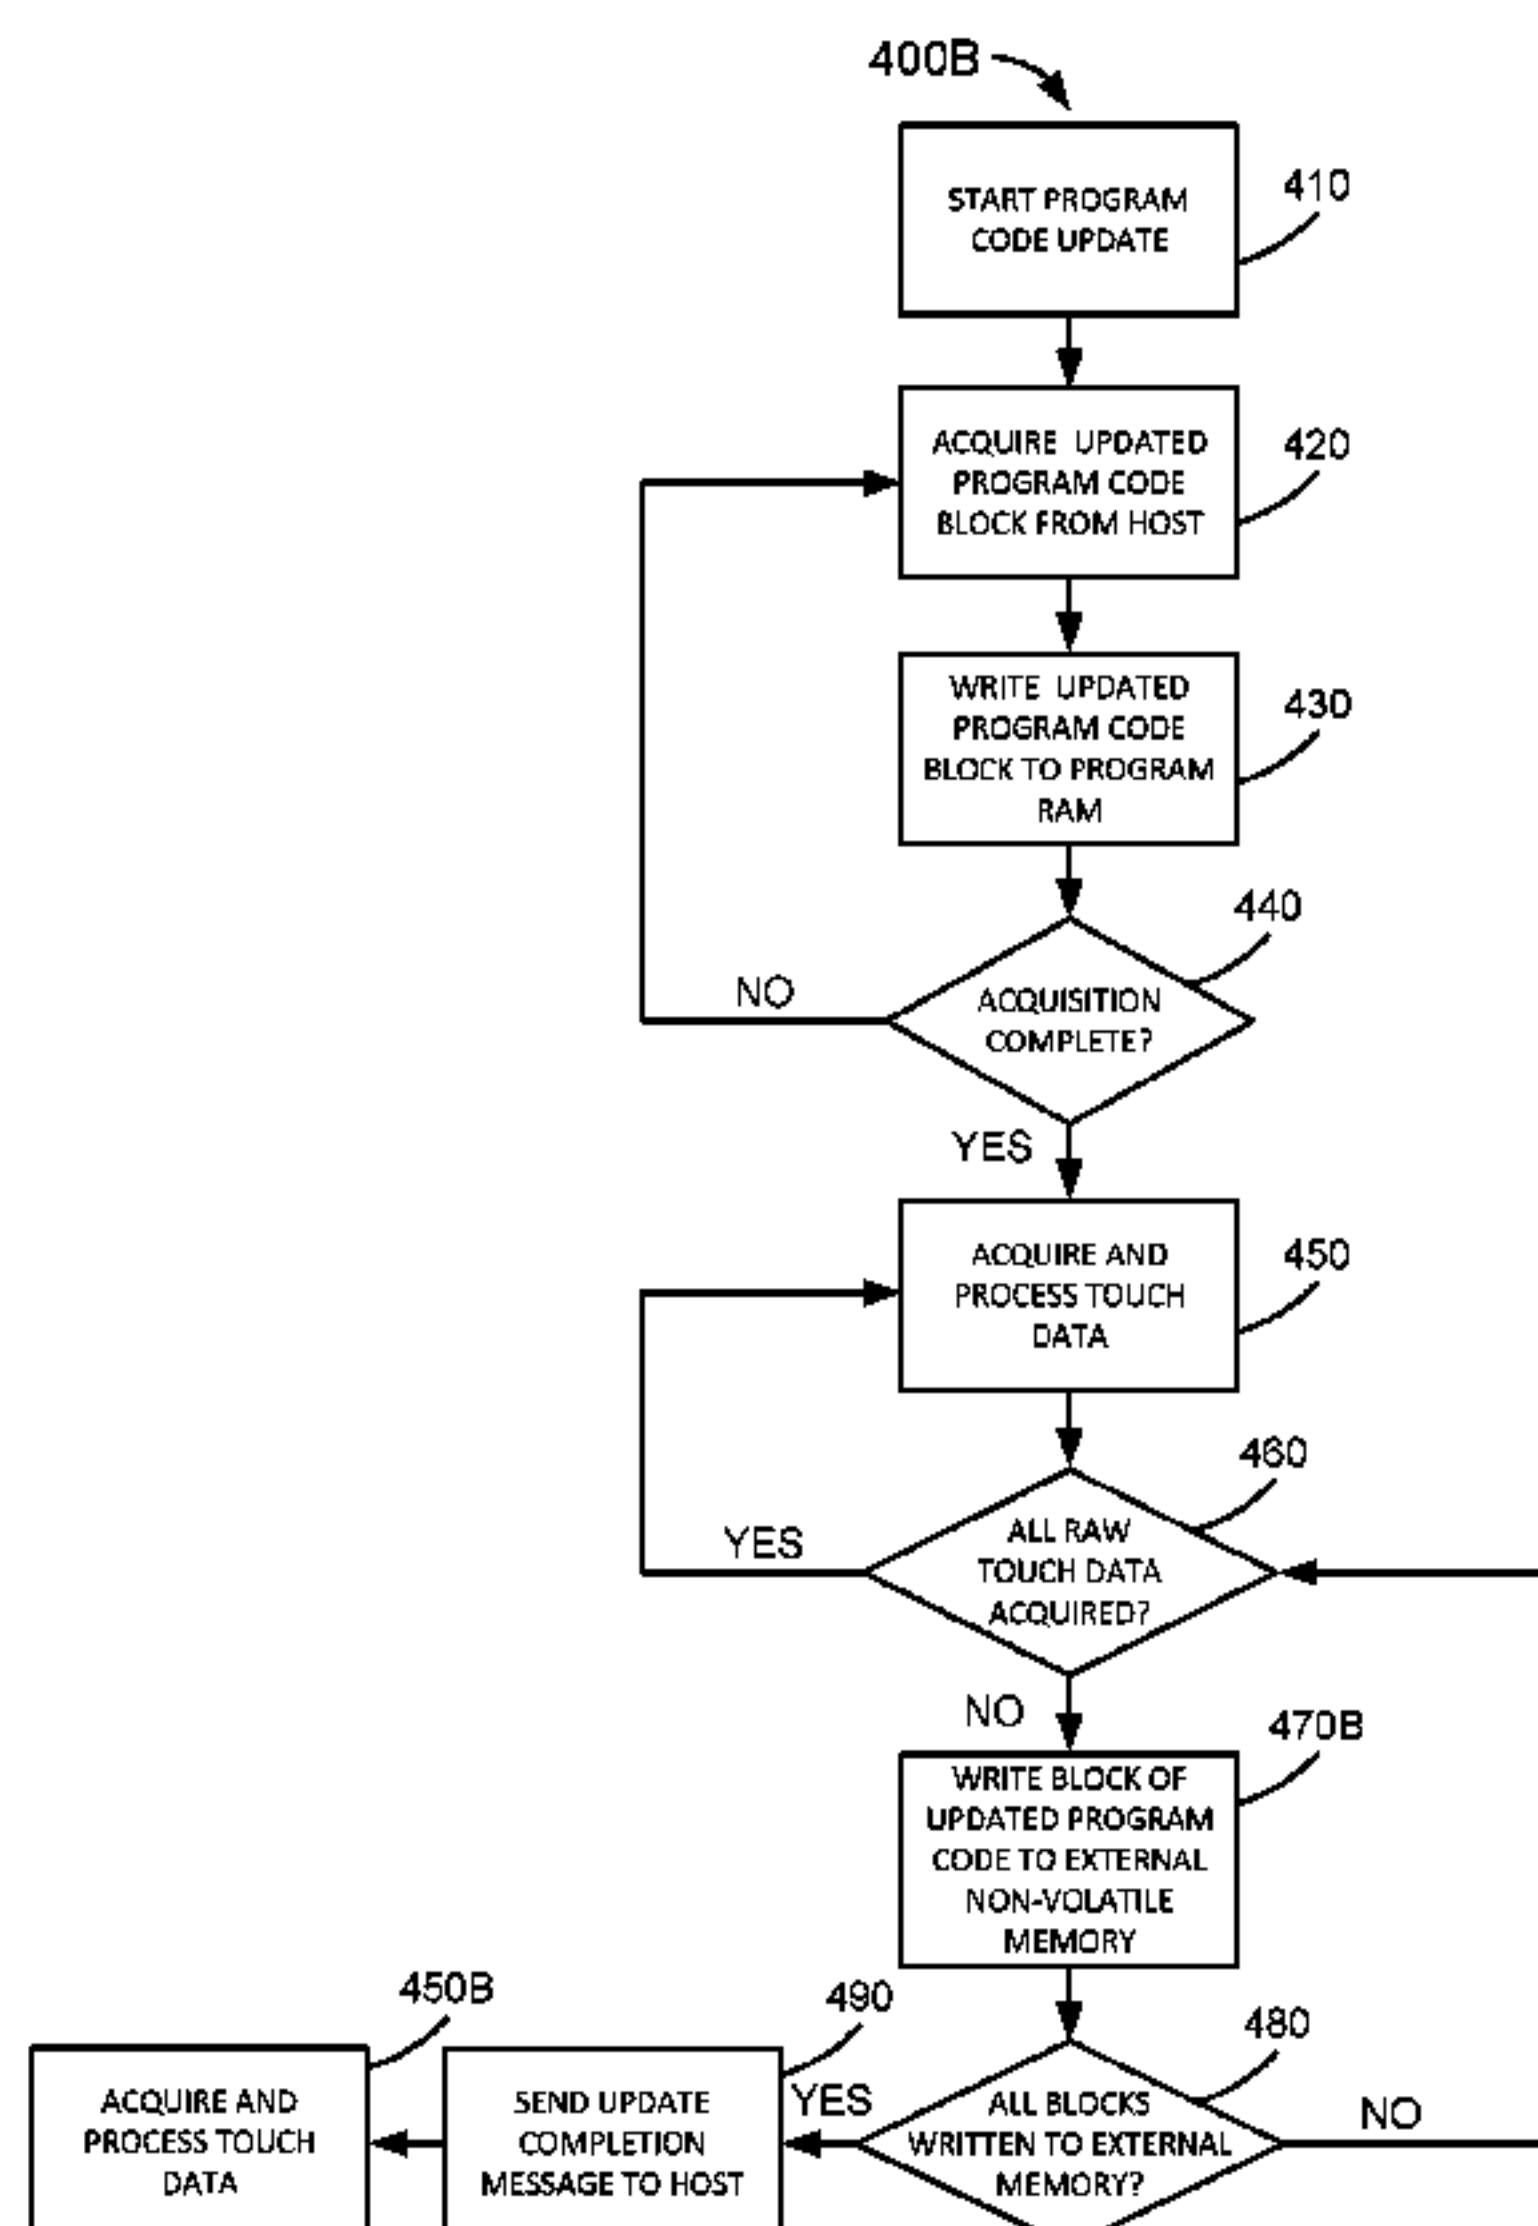 400B
START PROGRAM
CODE UPDATE
410
ACQUIRE UPDATED
PROGRAM CODE
BLOCK FROM HOST
420
WRITE UPDATED
PROGRAM CODE
BLOCK TO PROGRAM
RAM
430
440
ACQUISITION
COMPLETE?
NO
YES
ACQUIRE AND
PROCESS TOUCH
DATA
450
460
ALL RAW
TOUCH DATA
ACQUIRED?
YES
NO
470B
WRITE BLOCK OF
UPDATED PROGRAM
CODE TO EXTERNAL
NON-VOLATILE
MEMORY
480
ALL BLOCKS
WRITTEN TO EXTERNAL
MEMORY?
NO
YES
490
SEND UPDATE
COMPLETION
MESSAGE TO HOST
450B
ACQUIRE AND
PROCESS TOUCH
DATA